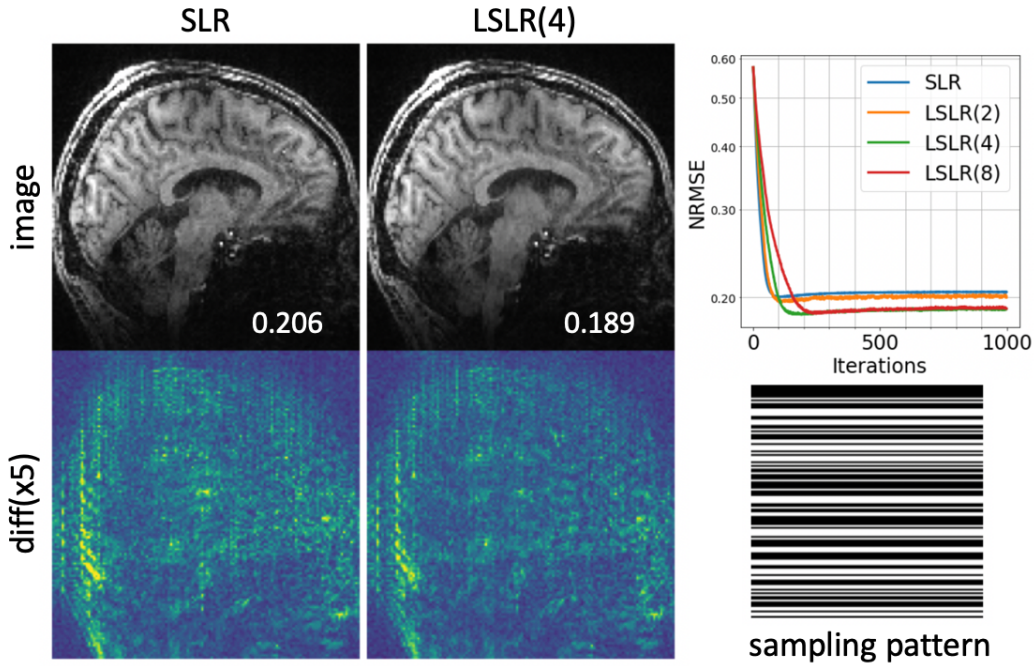 SLR
LSLR(4)
image
0.206
0.189
diff(x5)
NRMSE
0.60
0.50
0.40
0.30
0.20
SLR
LSLR(2)
LSLR(4)
LSLR(8)
0
500
1000
Iterations
sampling pattern